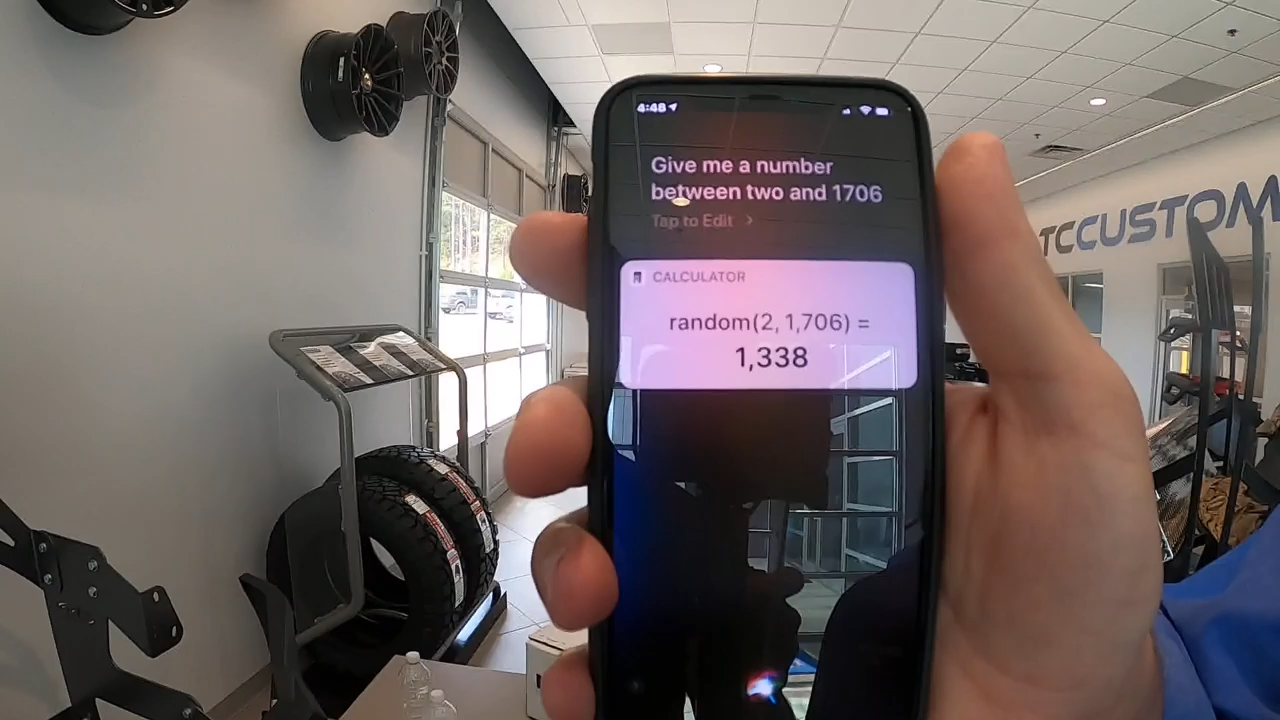 4:48
Give me a number
between two and 1706
Tap to Edit >
CALCULATOR
random(2, 1,706) =
1,338
TCCUSTOM